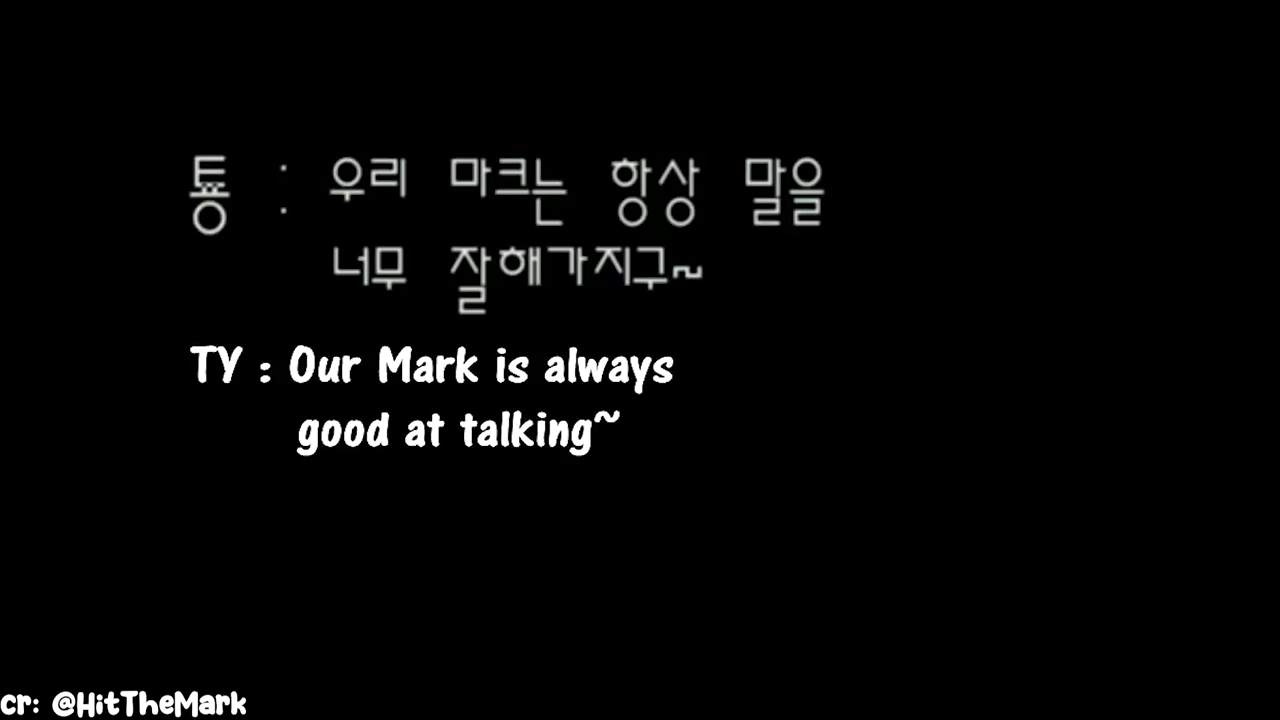 툥 : 우리 마크는 항상 말을
너무 잘해가지구~
TY : Our Mark is always
good at talking~
cr: @HitTheMark